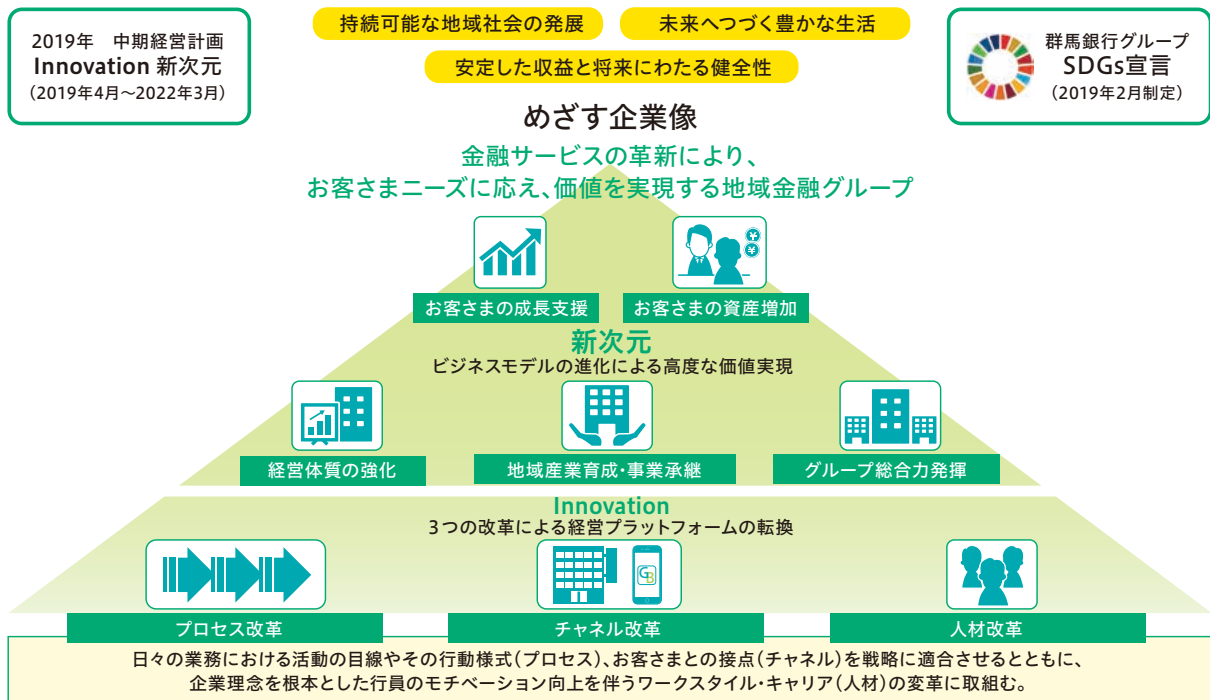 2019年　中期経営計画
Innovation 新次元
（2019年4月～2022年3月）
持続可能な地域社会の発展
未来へつづく豊かな生活
安定した収益と将来にわたる健全性
群馬銀行グループ
SDGs宣言
（2019年2月制定）
めざす企業像
金融サービスの革新により、
お客さまニーズに応え、価値を実現する地域金融グループ
¥
¥
お客さまの成長支援
お客さまの資産増加
新次元
ビジネスモデルの進化による高度な価値実現
経営体質の強化
地域産業育成・事業承継
グループ総合力発揮
Innovation
3つの改革による経営プラットフォームの転換
GB
プロセス改革
チャネル改革
人材改革
日々の業務における活動の目線やその行動様式（プロセス）、お客さまとの接点（チャネル）を戦略に適合させるとともに、
企業理念を根本とした行員のモチベーション向上を伴うワークスタイル・キャリア（人材）の変革に取組む。